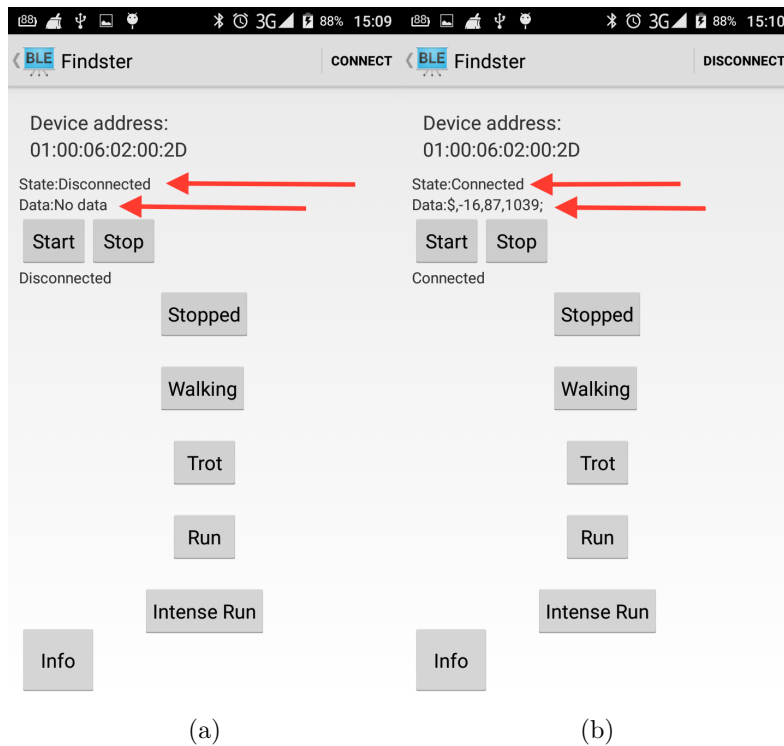 88 3G 88% 15:09
BLE Findster CONNECT
Device address:
01:00:06:02:00:2D
State:Disconnected
Data:No data
Start Stop
Disconnected
Stopped
Walking
Trot
Run
Intense Run
Info
(a)
88 3G 88% 15:10
BLE Findster DISCONNECT
Device address:
01:00:06:02:00:2D
State:Connected
Data:$,-16,87,1039;
Start Stop
Connected
Stopped
Walking
Trot
Run
Intense Run
Info
(b)